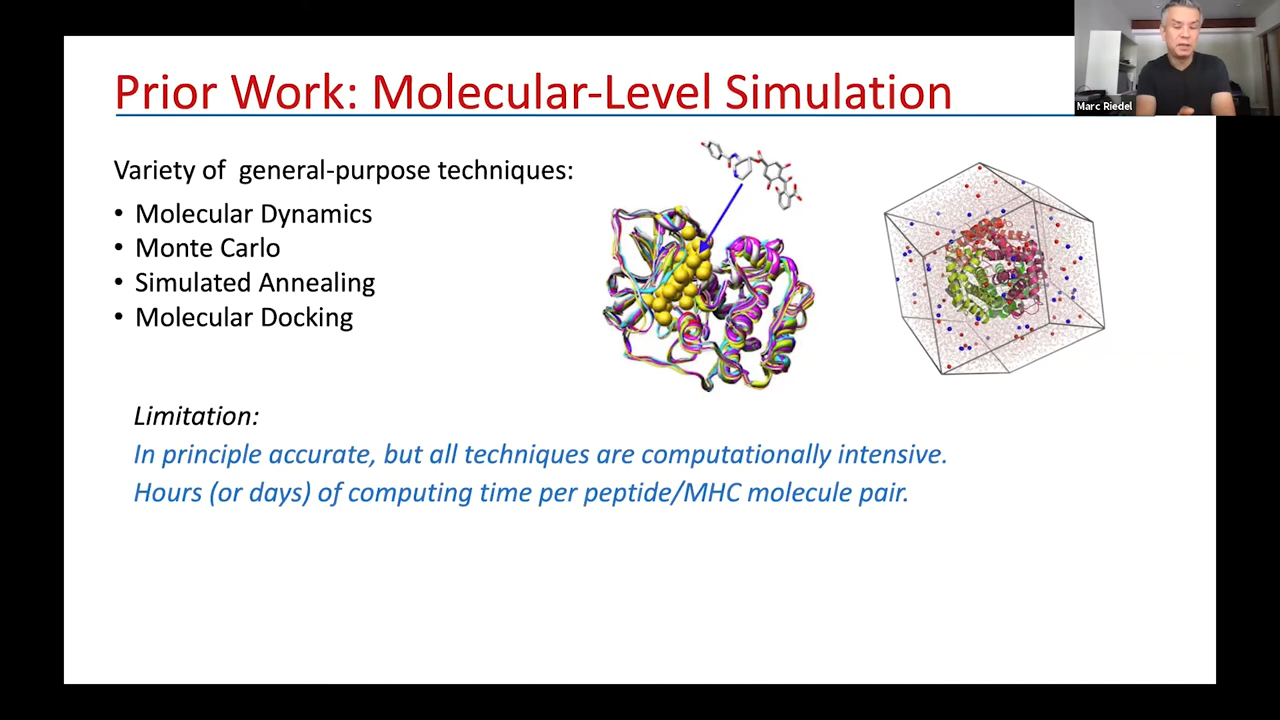 Prior Work: Molecular-Level Simulation
Marc Riedel
Variety of general-purpose techniques:
• Molecular Dynamics
• Monte Carlo
• Simulated Annealing
• Molecular Docking
Limitation:
In principle accurate, but all techniques are computationally intensive.
Hours (or days) of computing time per peptide/MHC molecule pair.